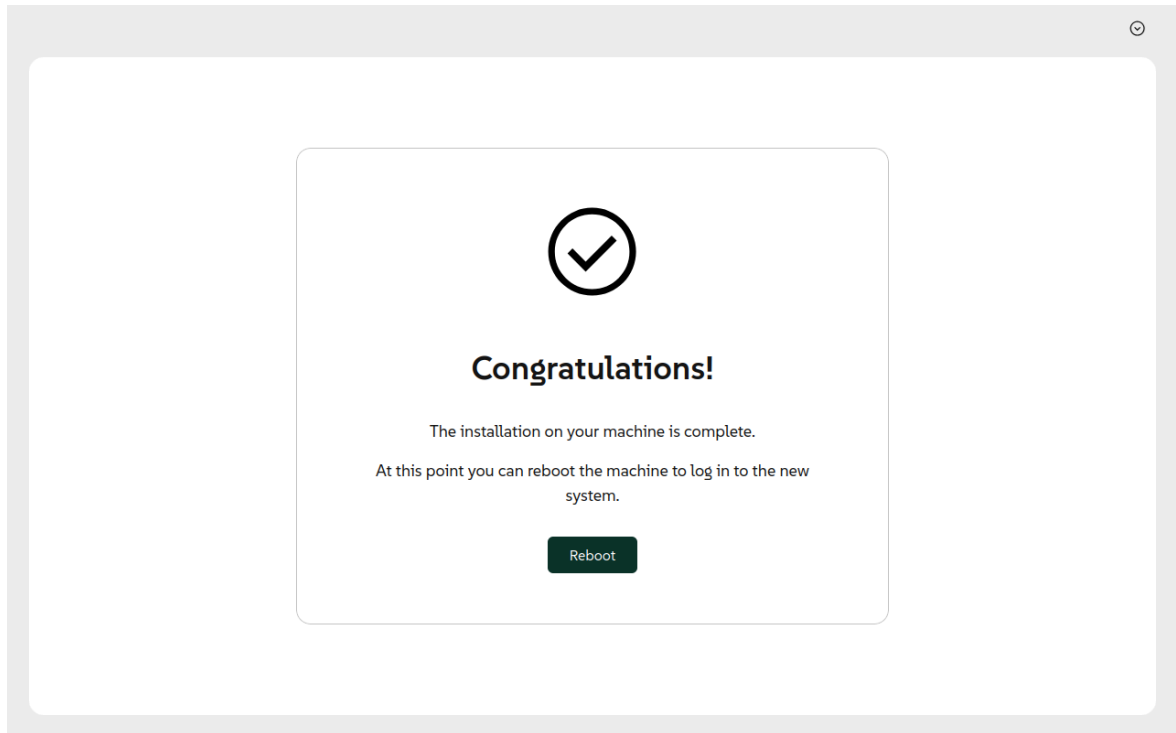 Congratulations!
The installation on your machine is complete.
At this point you can reboot the machine to log in to the new
system.
Reboot